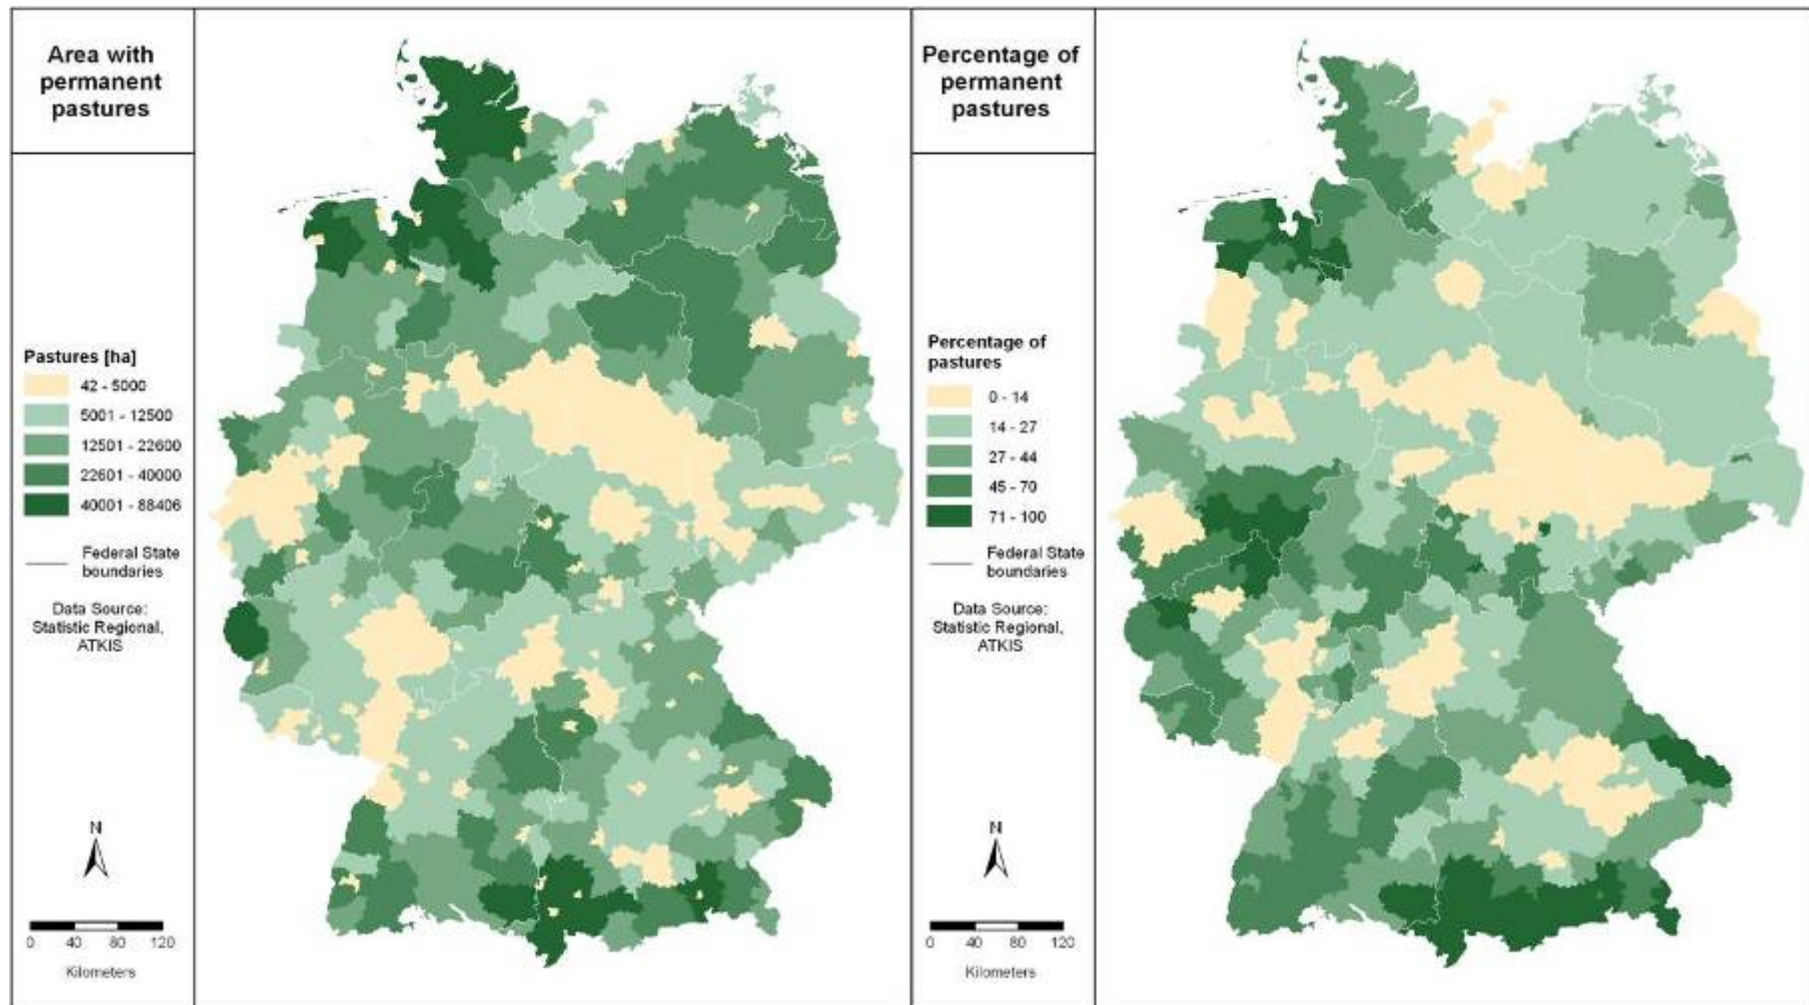 Area with
permanent
pastures
Pastures [ha]
42 - 5000
5001 - 12500
12501 - 22600
22601 - 40000
40001 - 88406
Federal State
boundaries
Data Source:
Statistic Regional,
ATKIS
N
0 40 80 120
Kilometers
Percentage of
permanent
pastures
Percentage of
pastures
0 - 14
14 - 27
27 - 44
45 - 70
71 - 100
Federal State
boundaries
Data Source:
Statistic Regional,
ATKIS
N
0 40 80 120
Kilometers